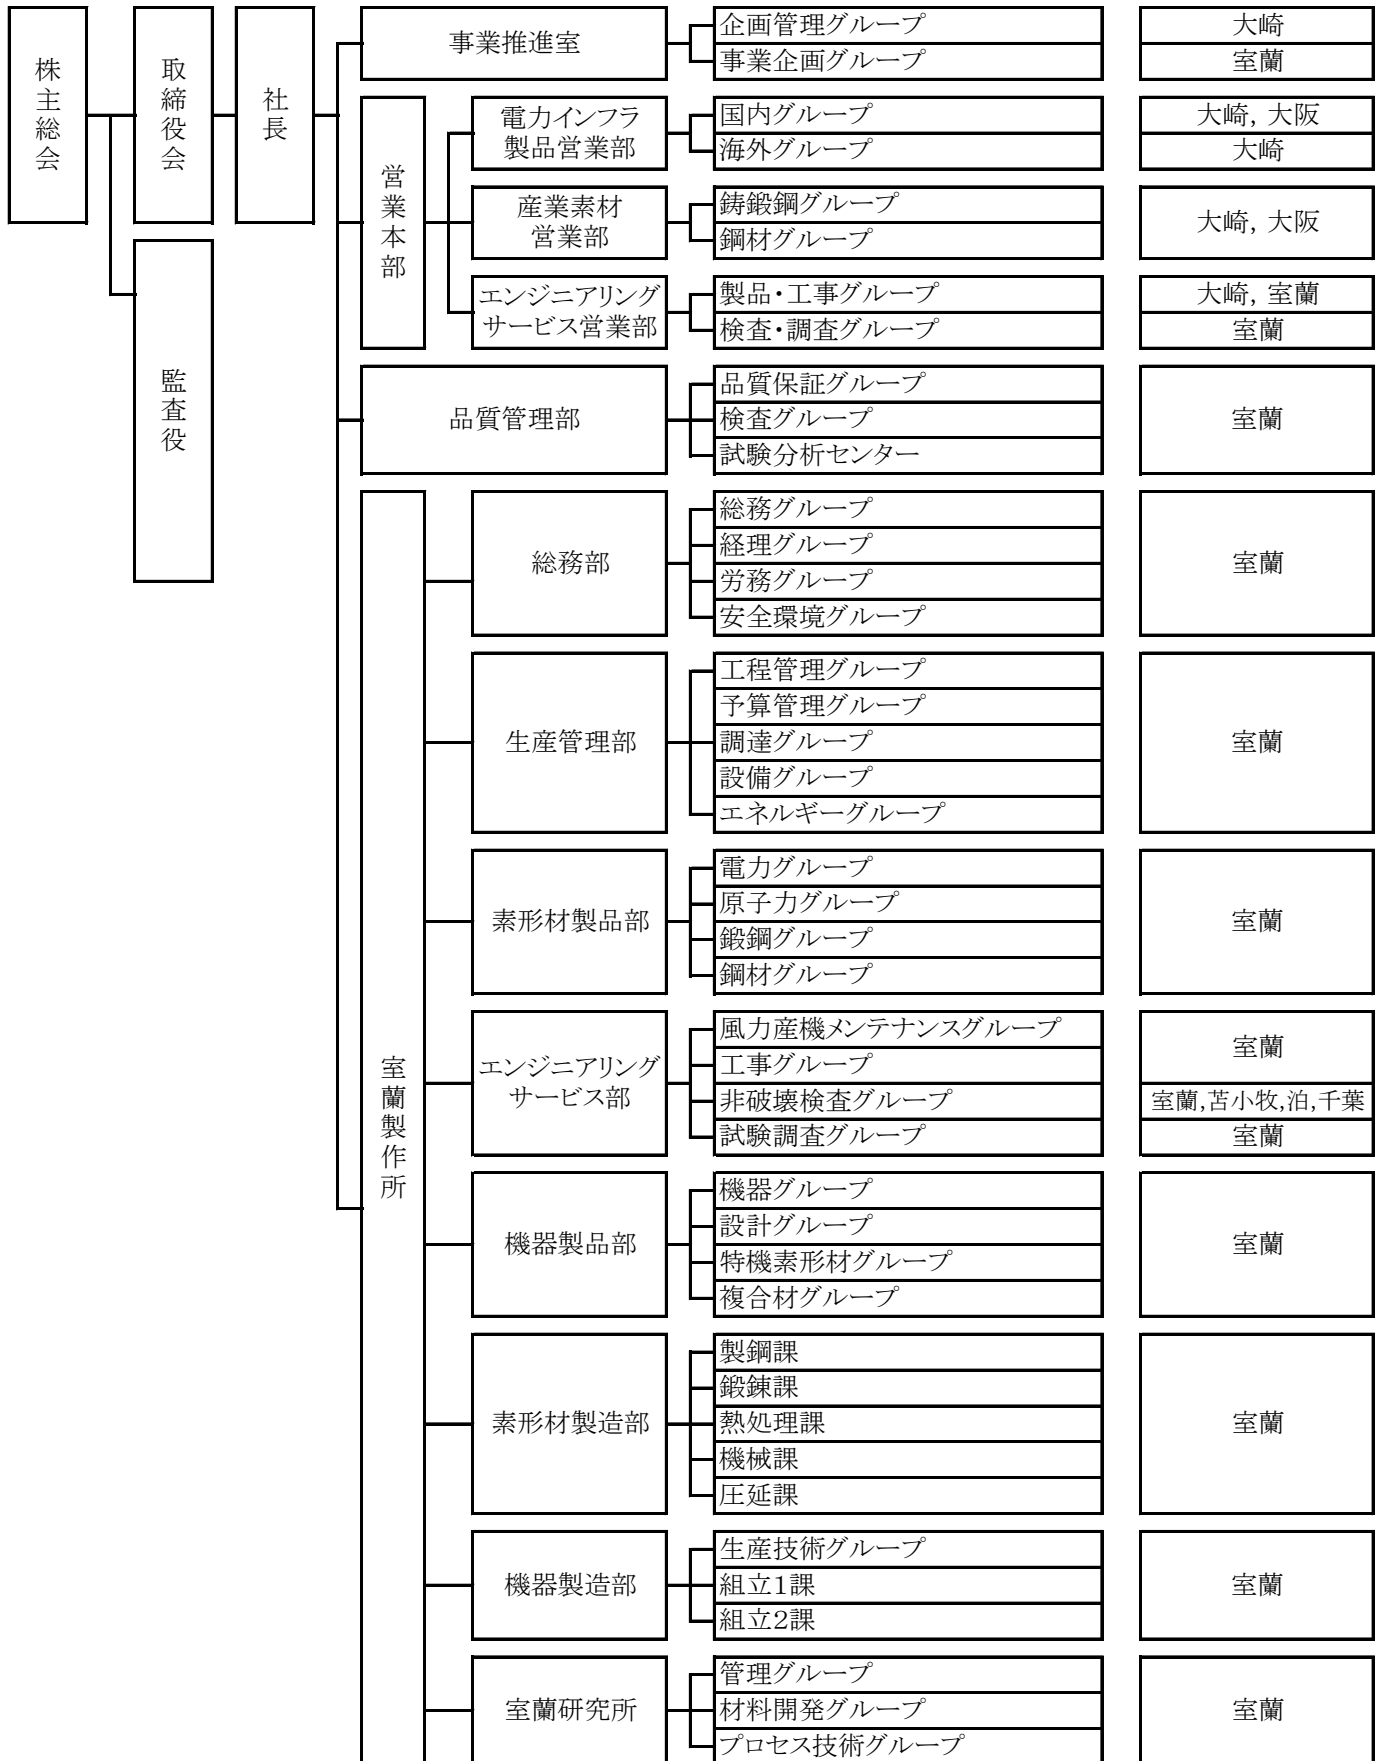 株主総会
取締役会
監査役
社長
事業推進室
企画管理グループ
大崎
事業企画グループ
室蘭
営業本部
電力インフラ
製品営業部
国内グループ
大崎, 大阪
海外グループ
大崎
産業素材
営業部
鋳鍛鋼グループ
鋼材グループ
大崎, 大阪
エンジニアリング
サービス営業部
製品・工事グループ
大崎, 室蘭
検査・調査グループ
室蘭
品質管理部
品質保証グループ
検査グループ
試験分析センター
室蘭
室蘭製作所
総務部
総務グループ
経理グループ
労務グループ
安全環境グループ
室蘭
生産管理部
工程管理グループ
予算管理グループ
調達グループ
設備グループ
エネルギーグループ
室蘭
素形材製品部
電力グループ
原子力グループ
鍛鋼グループ
鋼材グループ
室蘭
エンジニアリング
サービス部
風力産機メンテナンスグループ
工事グループ
室蘭
非破壊検査グループ
室蘭,苫小牧,泊,千葉
試験調査グループ
室蘭
機器製品部
機器グループ
設計グループ
特機素形材グループ
複合材グループ
室蘭
素形材製造部
製鋼課
鍛錬課
熱処理課
機械課
圧延課
室蘭
機器製造部
生産技術グループ
組立1課
組立2課
室蘭
室蘭研究所
管理グループ
材料開発グループ
プロセス技術グループ
室蘭